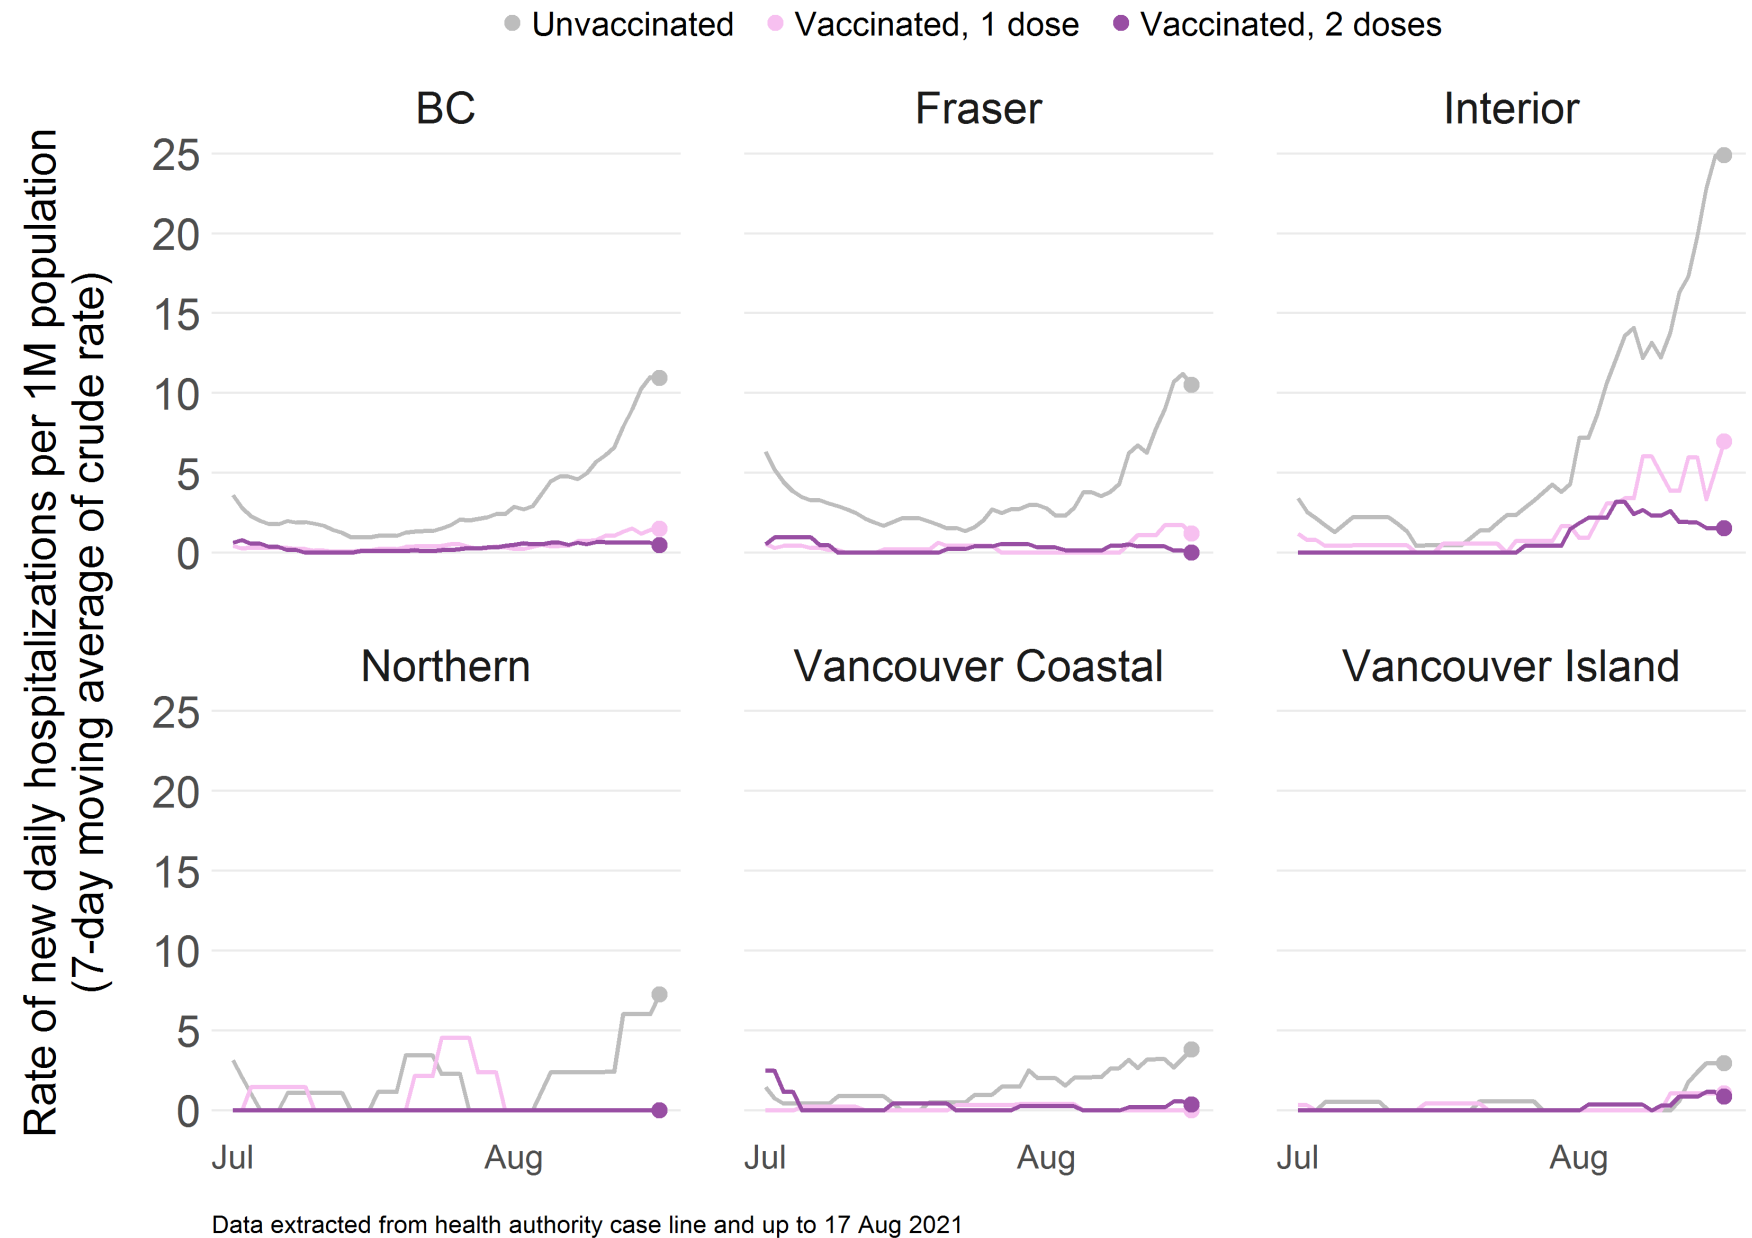 Unvaccinated Vaccinated, 1 dose Vaccinated, 2 doses
Rate of new daily hospitalizations per 1M population
(7-day moving average of crude rate)
BC Fraser Interior
25
20
15
10
5
0
Northern Vancouver Coastal Vancouver Island
25
20
15
10
5
0
Jul Aug Jul Aug Jul Aug
Data extracted from health authority case line and up to 17 Aug 2021